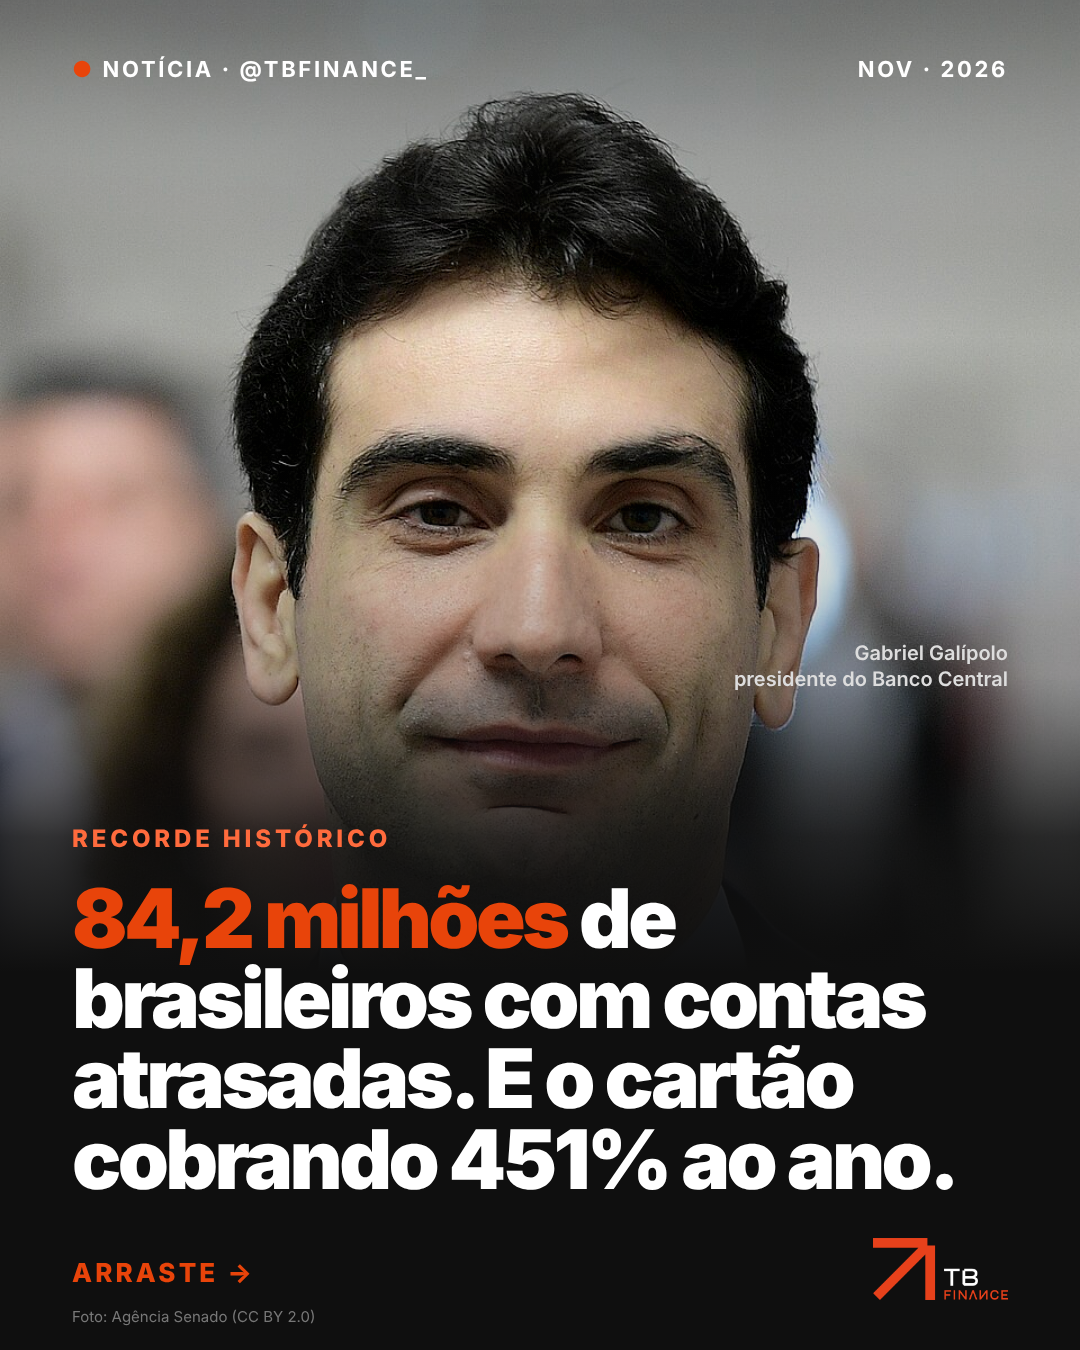 NOTÍCIA · @TBFINANCE_
NOV · 2026
Gabriel Galípolo
presidente do Banco Central
RECORDE HISTÓRICO
84,2 milhões de
brasileiros com contas
atrasadas. E o cartão
cobrando 451% ao ano.
ARRASTE →
TB
FINANCE
Foto: Agência Senado (CC BY 2.0)